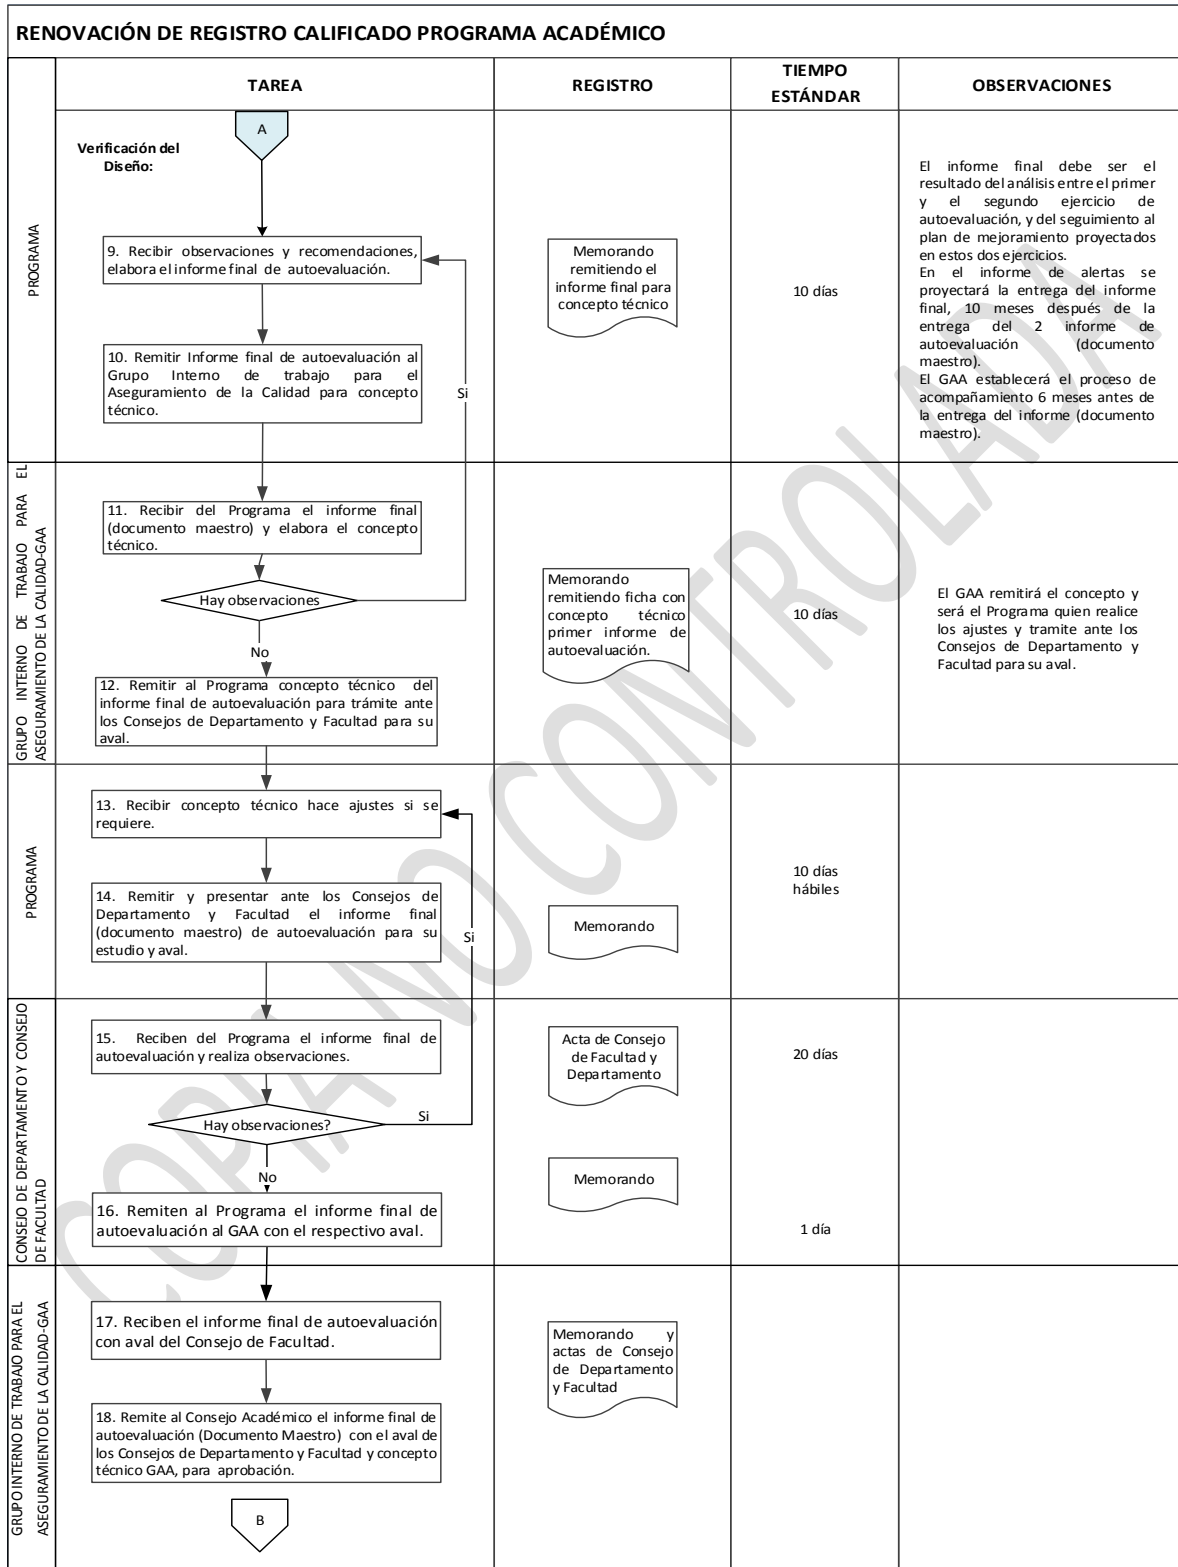 RENOVACIÓN DE REGISTRO CALIFICADO PROGRAMA ACADÉMICO
TAREA
REGISTRO
TIEMPO
ESTÁNDAR
OBSERVACIONES
PROGRAMA
A
Verificación del
Diseño:
9. Recibir observaciones y recomendaciones,
elabora el informe final de autoevaluación.
10. Remitir Informe final de autoevaluación al
Grupo Interno de trabajo para el
Aseguramiento de la Calidad para concepto
técnico.
Si
Memorando
remitiendo el
informe final para
concepto técnico
10 días
El informe final debe ser el
resultado del análisis entre el primer
y el segundo ejercicio de
autoevaluación, y del seguimiento al
plan de mejoramiento proyectados
en estos dos ejercicios.
En el informe de alertas se
proyectará la entrega del informe
final, 10 meses después de la
entrega del 2 informe de
autoevaluación (documento
maestro).
El GAA establecerá el proceso de
acompañamiento 6 meses antes de
la entrega del informe (documento
maestro).
GRUPO INTERNO DE TRABAJO PARA EL
ASEGURAMIENTO DE LA CALIDAD-GAA
11. Recibir del Programa el informe final
(documento maestro) y elabora el concepto
técnico.
Hay observaciones
No
12. Remitir al Programa concepto técnico del
informe final de autoevaluación para trámite ante
los Consejos de Departamento y Facultad para su
aval.
Memorando
remitiendo ficha con
concepto técnico
primer informe de
autoevaluación.
10 días
El GAA remitirá el concepto y
será el Programa quien realice
los ajustes y tramite ante los
Consejos de Departamento y
Facultad para su aval.
PROGRAMA
13. Recibir concepto técnico hace ajustes si se
requiere.
14. Remitir y presentar ante los Consejos de
Departamento y Facultad el informe final
(documento maestro) de autoevaluación para su
estudio y aval.
Si
Memorando
10 días
hábiles
CONSEJO DE DEPARTAMENTO Y CONSEJO
DE FACULTAD
15. Reciben del Programa el informe final de
autoevaluación y realiza observaciones.
Hay observaciones?
Si
No
16. Remiten al Programa el informe final de
autoevaluación al GAA con el respectivo aval.
Acta de Consejo
de Facultad y
Departamento
Memorando
20 días
1 día
GRUPO INTERNO DE TRABAJO PARA EL
ASEGURAMIENTO DE LA CALIDAD-GAA
17. Reciben el informe final de autoevaluación
con aval del Consejo de Facultad.
18. Remite al Consejo Académico el informe final de
autoevaluación (Documento Maestro) con el aval de
los Consejos de Departamento y Facultad y concepto
técnico GAA, para aprobación.
B
Memorando y
actas de Consejo
de Departamento
y Facultad
COPIA NO CONTROLADA